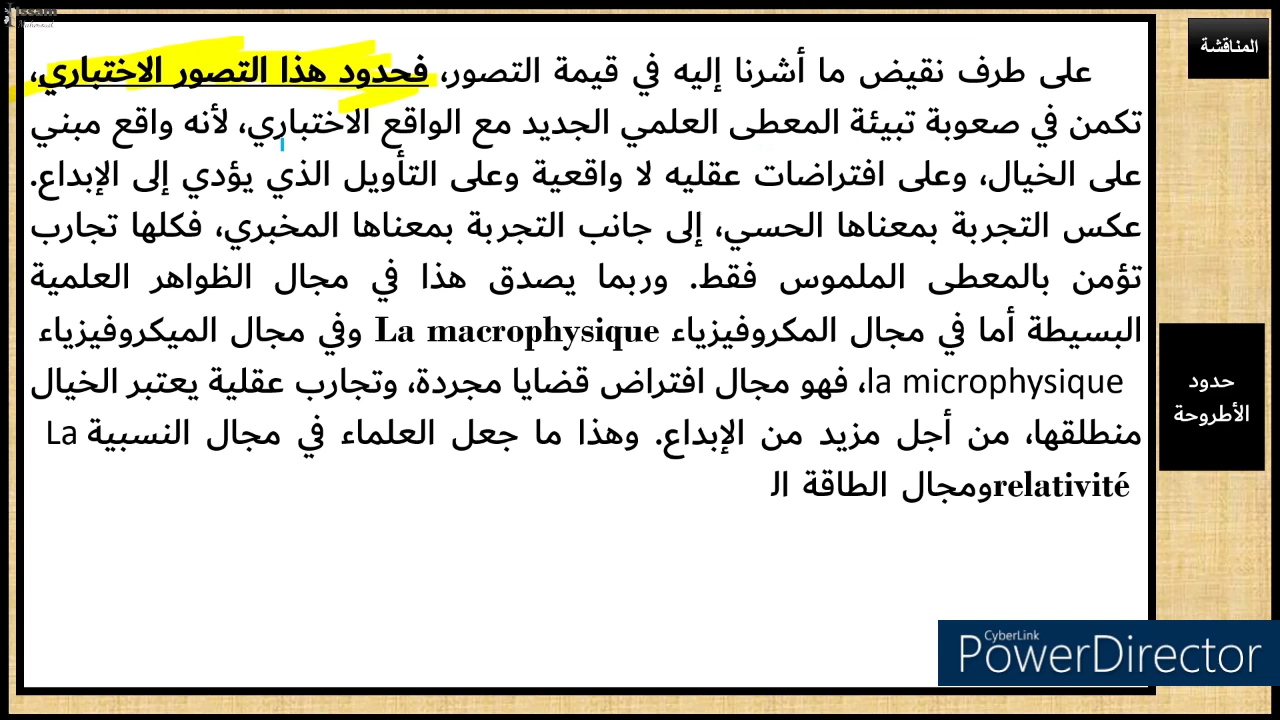 المناقشة
على طرف نقيض ما أشرنا إليه في قيمة التصور، فحدود هذا التصور الاختباري،
تكمن في صعوبة تبيئة المعطى العلمي الجديد مع الواقع الاختباري، لأنه واقع مبني
على الخيال، وعلى افتراضات عقليه لا واقعية وعلى التأويل الذي يؤدي إلى الإبداع.
عكس التجربة بمعناها الحسي، إلى جانب التجربة بمعناها المخبري، فكلها تجارب
تؤمن بالمعطى الملموس فقط. وربما يصدق هذا في مجال الظواهر العلمية
البسيطة أما في مجال المكروفيزياء La macrophysique وفي مجال الميكروفيزياء
la microphysique، فهو مجال افتراض قضايا مجردة، وتجارب عقلية يعتبر الخيال
منطلقها، من أجل مزيد من الإبداع. وهذا ما جعل العلماء في مجال النسبية La
relativitéومجال الطاقة ال
حدود
الأطروحة
CyberLink
PowerDirector